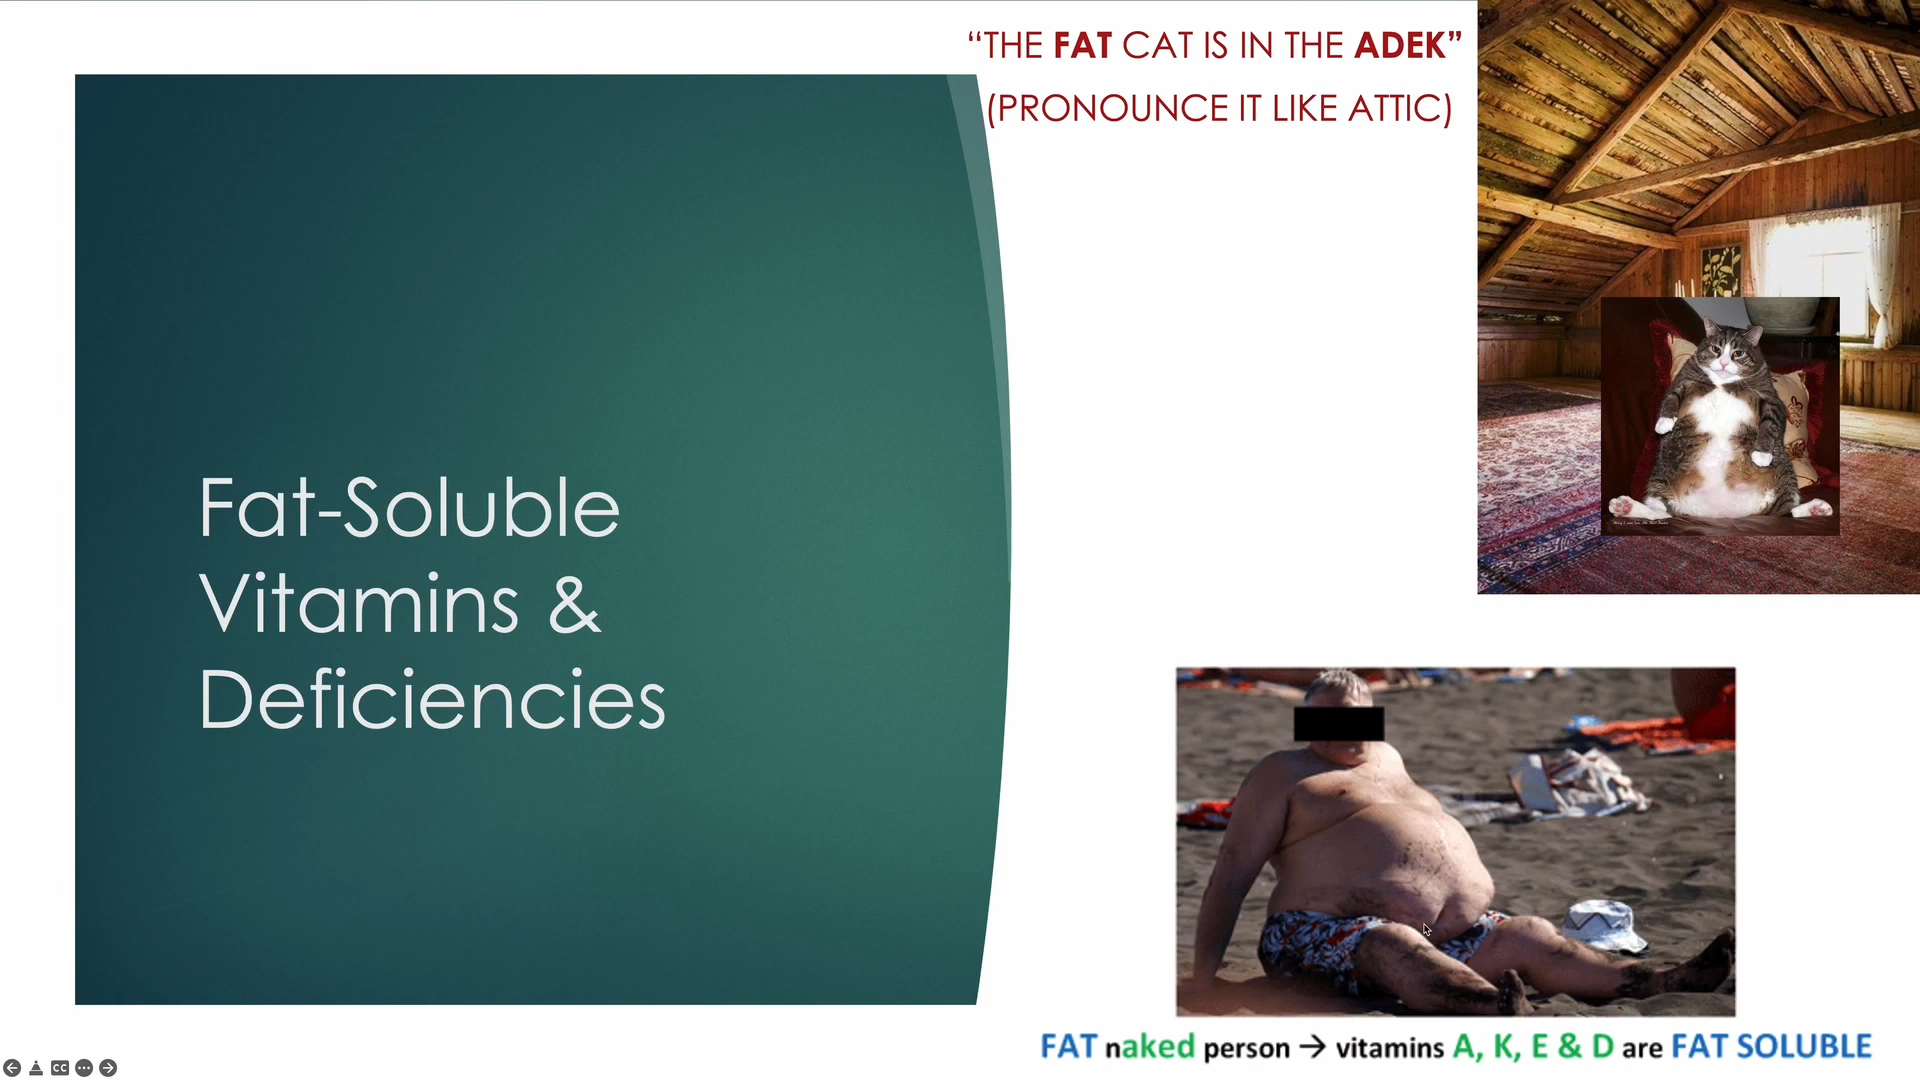 “THE FAT CAT IS IN THE ADEK”
(PRONOUNCE IT LIKE ATTIC)
Fat-Soluble
Vitamins &
Deficiencies
FAT naked person → vitamins A, K, E & D are FAT SOLUBLE
CC